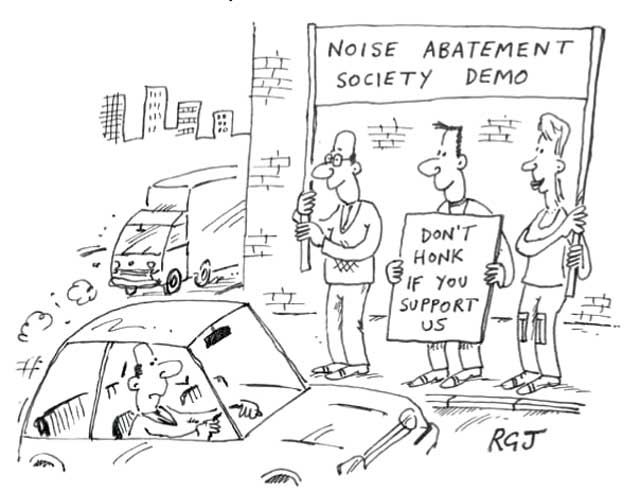 NOISE ABATEMENT
SOCIETY DEMO
DON'T
HONK
IF YOU
SUPPORT
US
RGJ